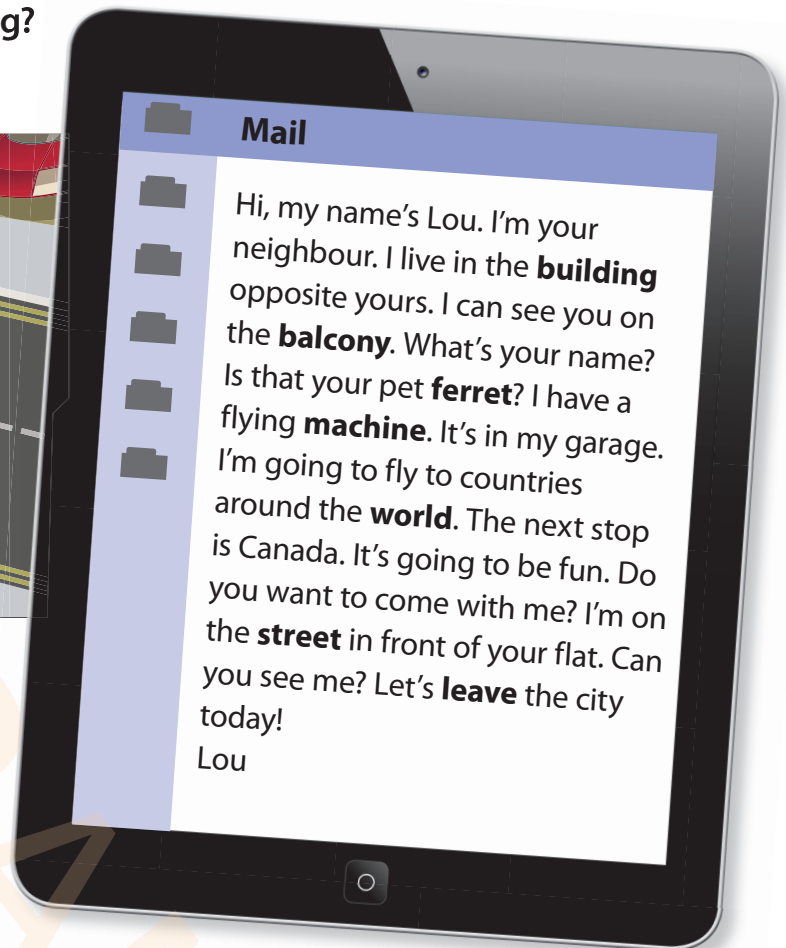 g?
Mail
Hi, my name's Lou. I'm your
neighbour. I live in the building
opposite yours. I can see you on
the balcony. What's your name?
Is that your pet ferret? I have a
flying machine. It's in my garage.
I'm going to fly to countries
around the world. The next stop
is Canada. It's going to be fun. Do
you want to come with me? I'm on
the street in front of your flat. Can
you see me? Let's leave the city
today!
Lou